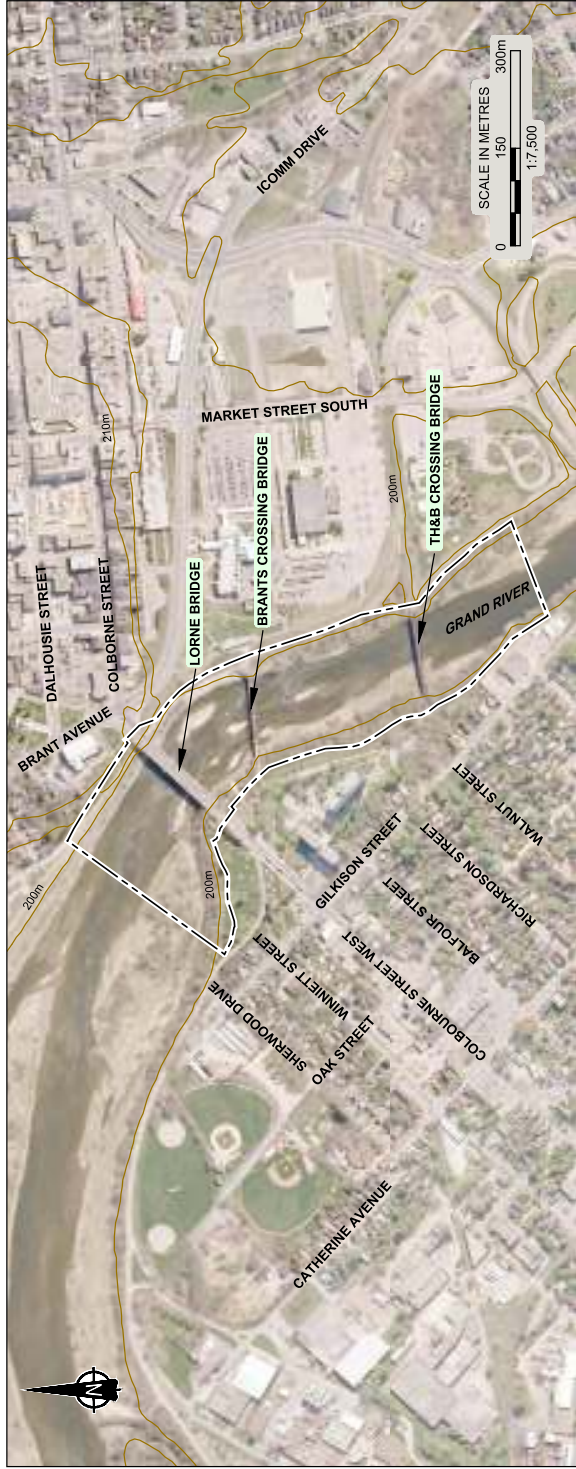 DALHOUSIE STREET
COLBORNE STREET
BRANT AVENUE
210m
200m
LORNE BRIDGE
BRANTS CROSSING BRIDGE
MARKET STREET SOUTH
ICOMM DRIVE
200m
TH&B CROSSING BRIDGE
GRAND RIVER
200m
SHERWOOD DRIVE
WINNIETT STREET
OAK STREET
GILKISON STREET
COLBOURNE STREET WEST
BALFOUR STREET
RICHARDSON STREET
WALNUT STREET
CATHERINE AVENUE
N
SCALE IN METRES
0 150 300m
1:7,500